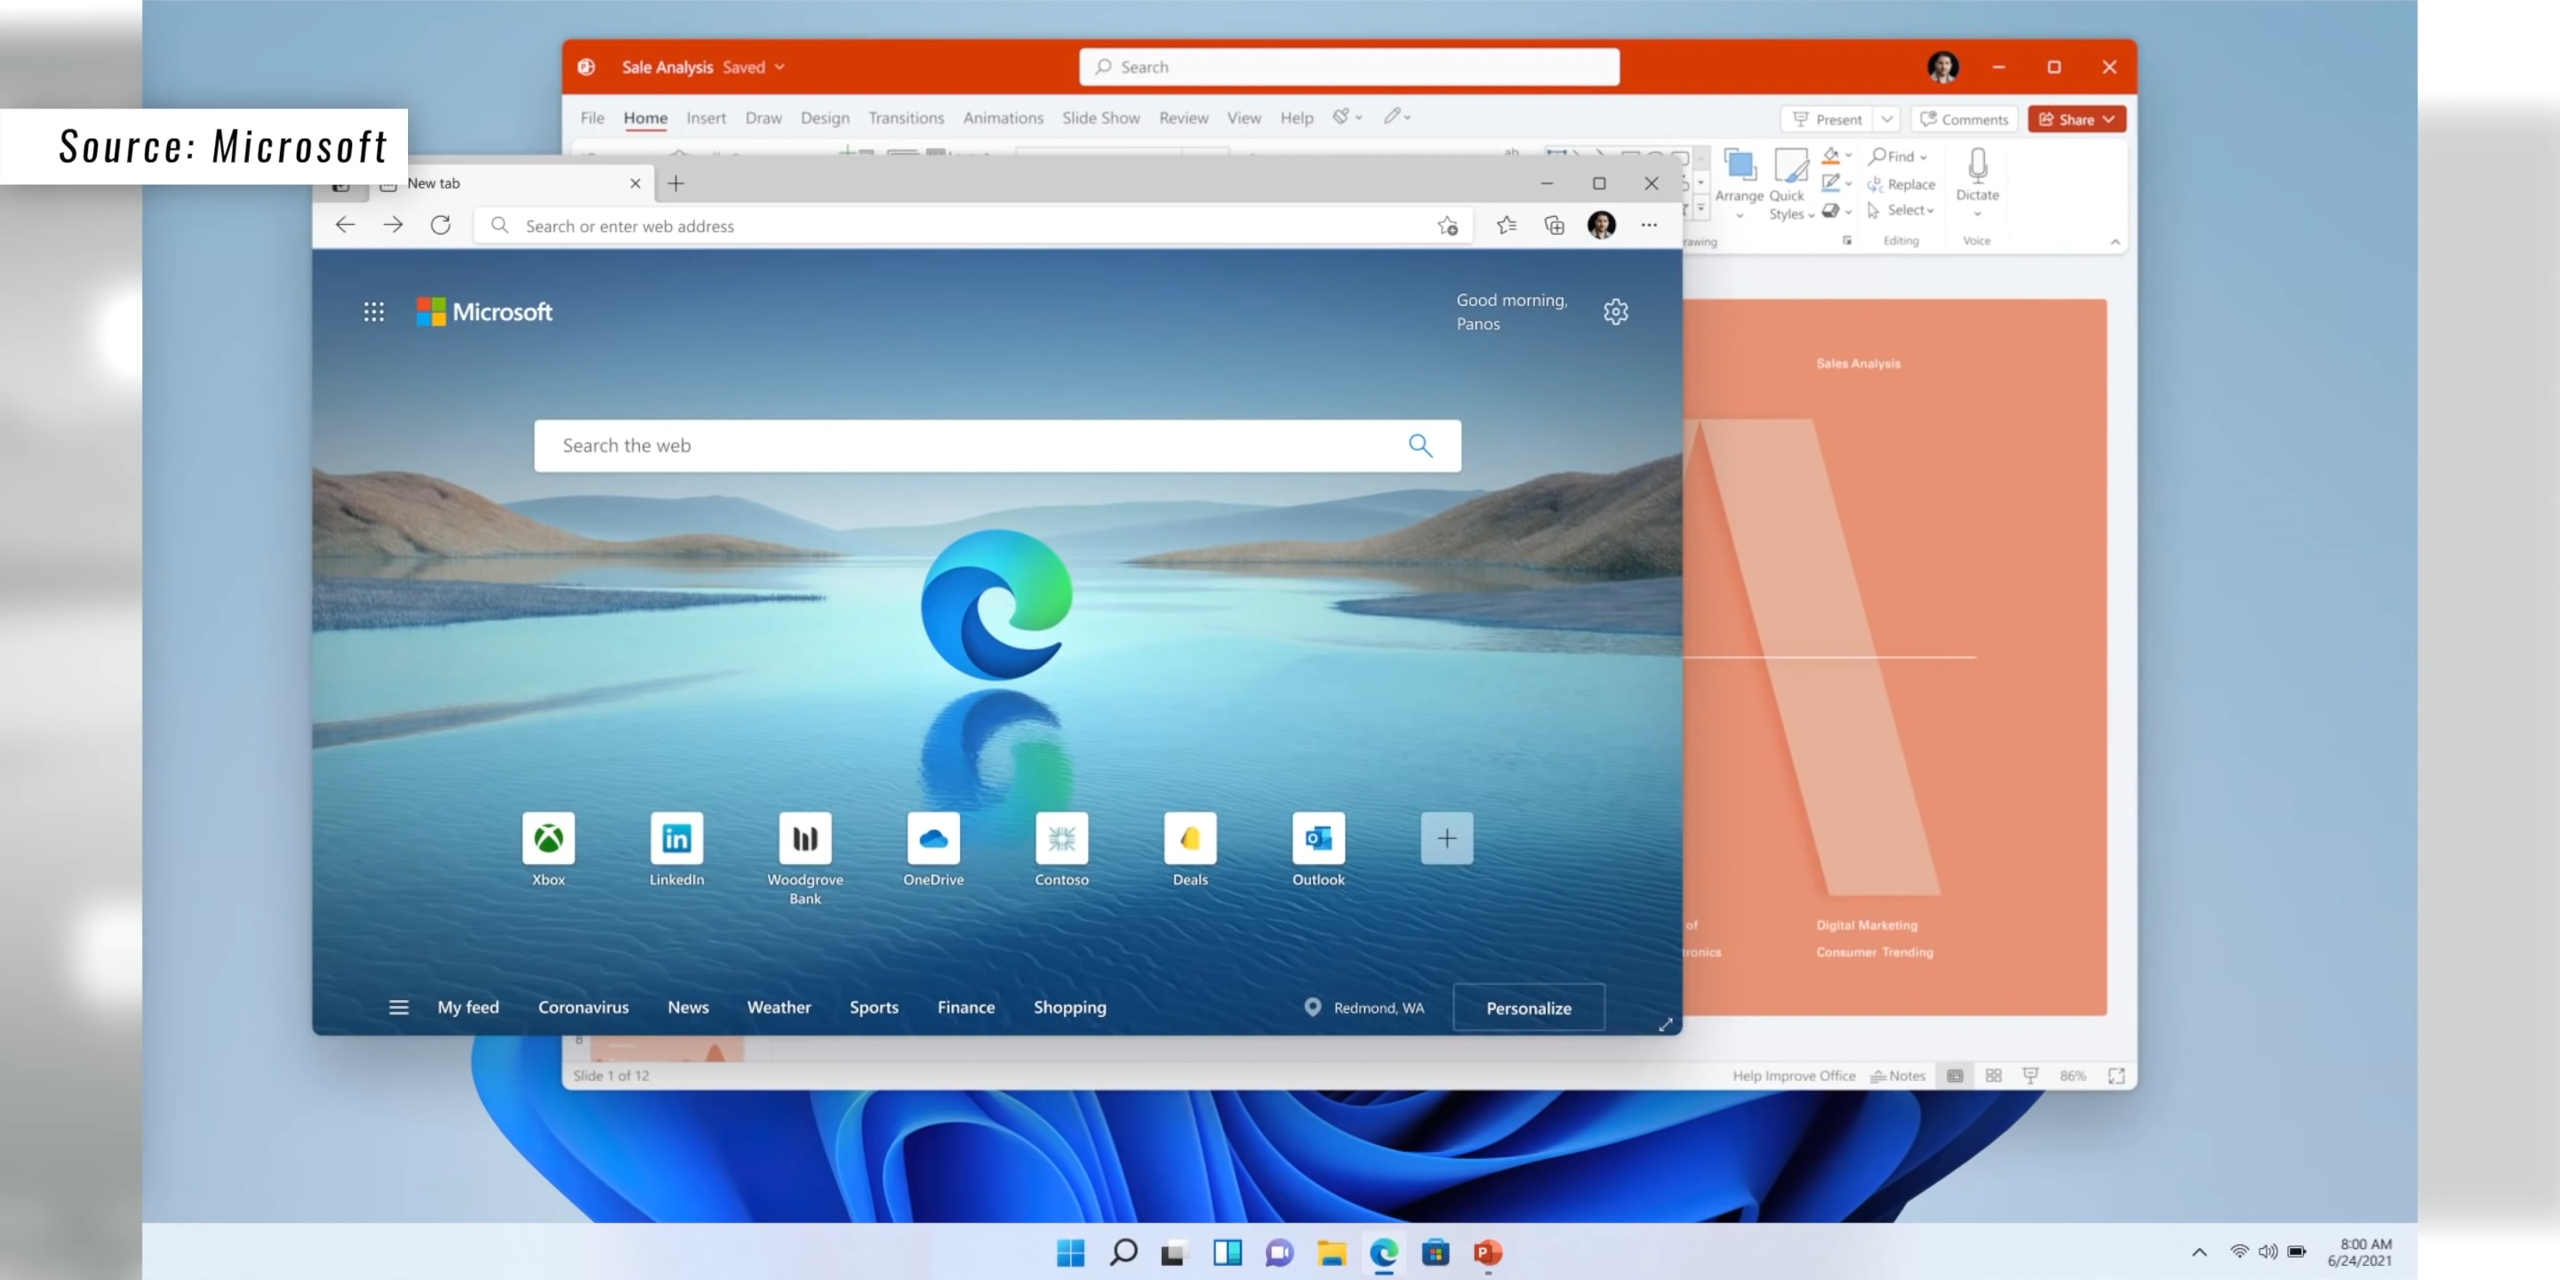 Sale Analysis Saved
Search
Source: Microsoft
File Home Insert Draw Design Transitions Animations Slide Show Review View Help
Present
Comments
Share
New tab
Search or enter web address
Find
Replace
Select
Arrange
Quick
Styles
Dictate
Editing
Voice
rawing
Microsoft
Good morning,
Panos
Search the web
Sales Analysis
Xbox
LinkedIn
Woodgrove
Bank
OneDrive
Contoso
Deals
Outlook
of
tronics
Digital Marketing
Consumer Trending
My feed Coronavirus News Weather Sports Finance Shopping
Redmond, WA
Personalize
8
Slide 1 of 12
Help Improve Office
Notes
86%
8:00 AM
6/24/2021